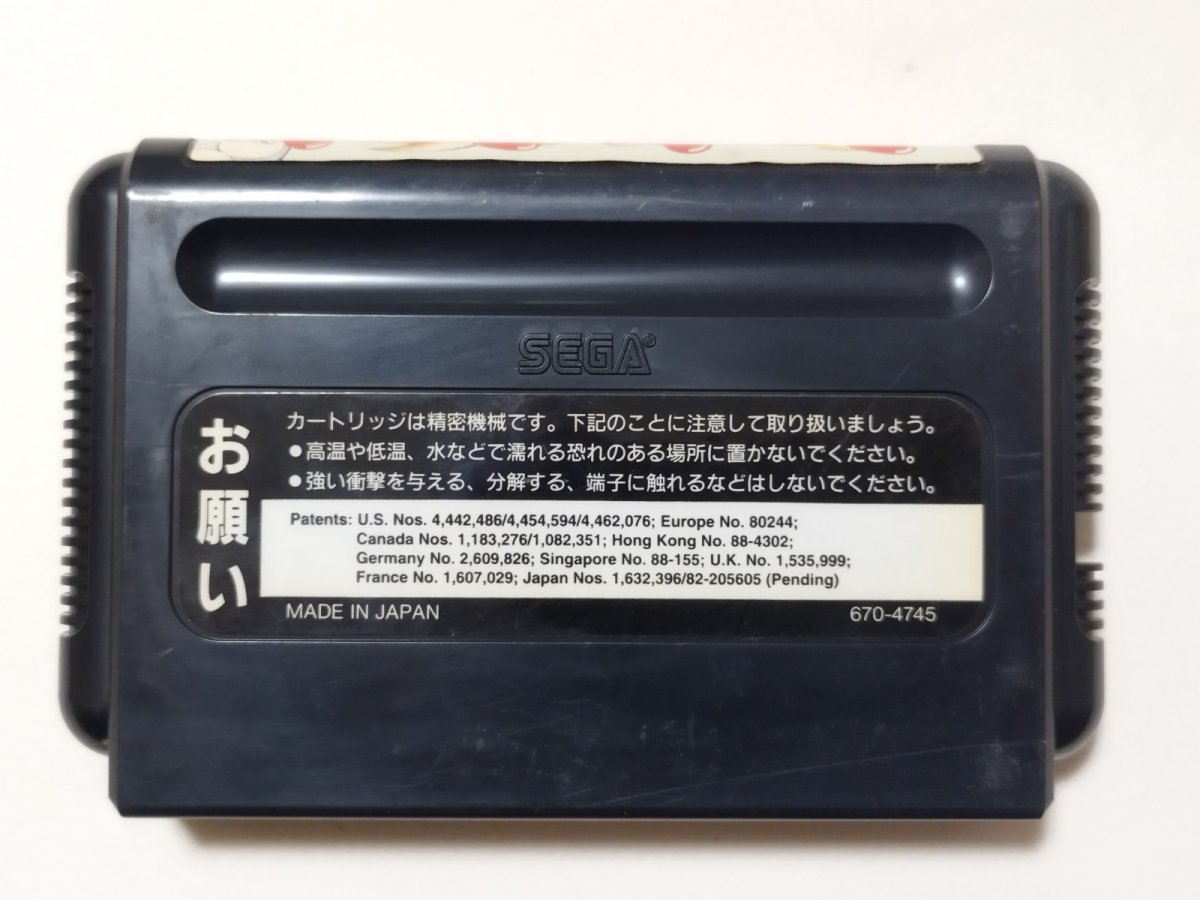 SEGA®
お願い
カートリッジは精密機械です。下記のことに注意して取り扱いましょう。
●高温や低温、水などで濡れる恐れのある場所に置かないでください。
●強い衝撃を与える、分解する、端子に触れるなどはしないでください。
Patents: U.S. Nos. 4,442,486/4,454,594/4,462,076; Europe No. 80244;
Canada Nos. 1,183,276/1,082,351; Hong Kong No. 88-4302;
Germany No. 2,609,826; Singapore No. 88-155; U.K. No. 1,535,999;
France No. 1,607,029; Japan Nos. 1,632,396/82-205605 (Pending)
MADE IN JAPAN 670-4745